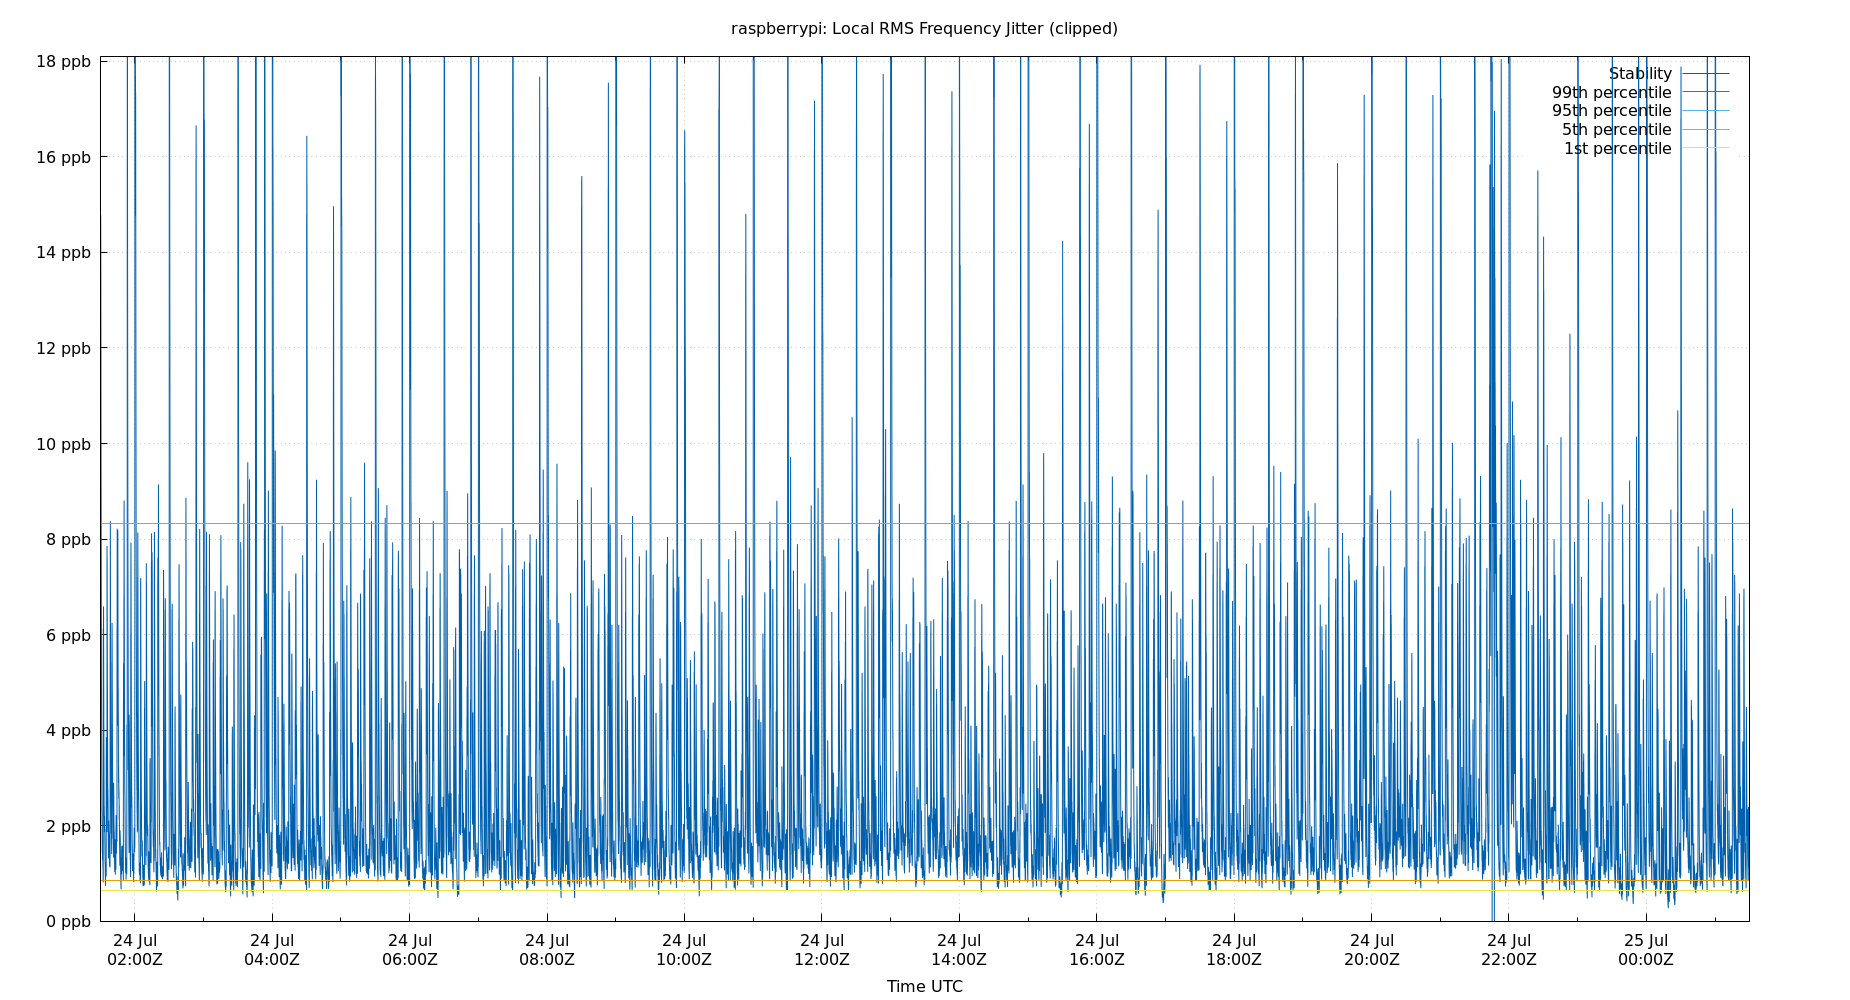 raspberrypi: Local RMS Frequency Jitter (clipped)
18 ppb
16 ppb
14 ppb
12 ppb
10 ppb
8 ppb
6 ppb
4 ppb
2 ppb
0 ppb
Stability
99th percentile
95th percentile
5th percentile
1st percentile
24 Jul 24 Jul 24 Jul 24 Jul 24 Jul 24 Jul 24 Jul 24 Jul 24 Jul 24 Jul 24 Jul 25 Jul
02:00Z 04:00Z 06:00Z 08:00Z 10:00Z 12:00Z 14:00Z 16:00Z 18:00Z 20:00Z 22:00Z 00:00Z
Time UTC